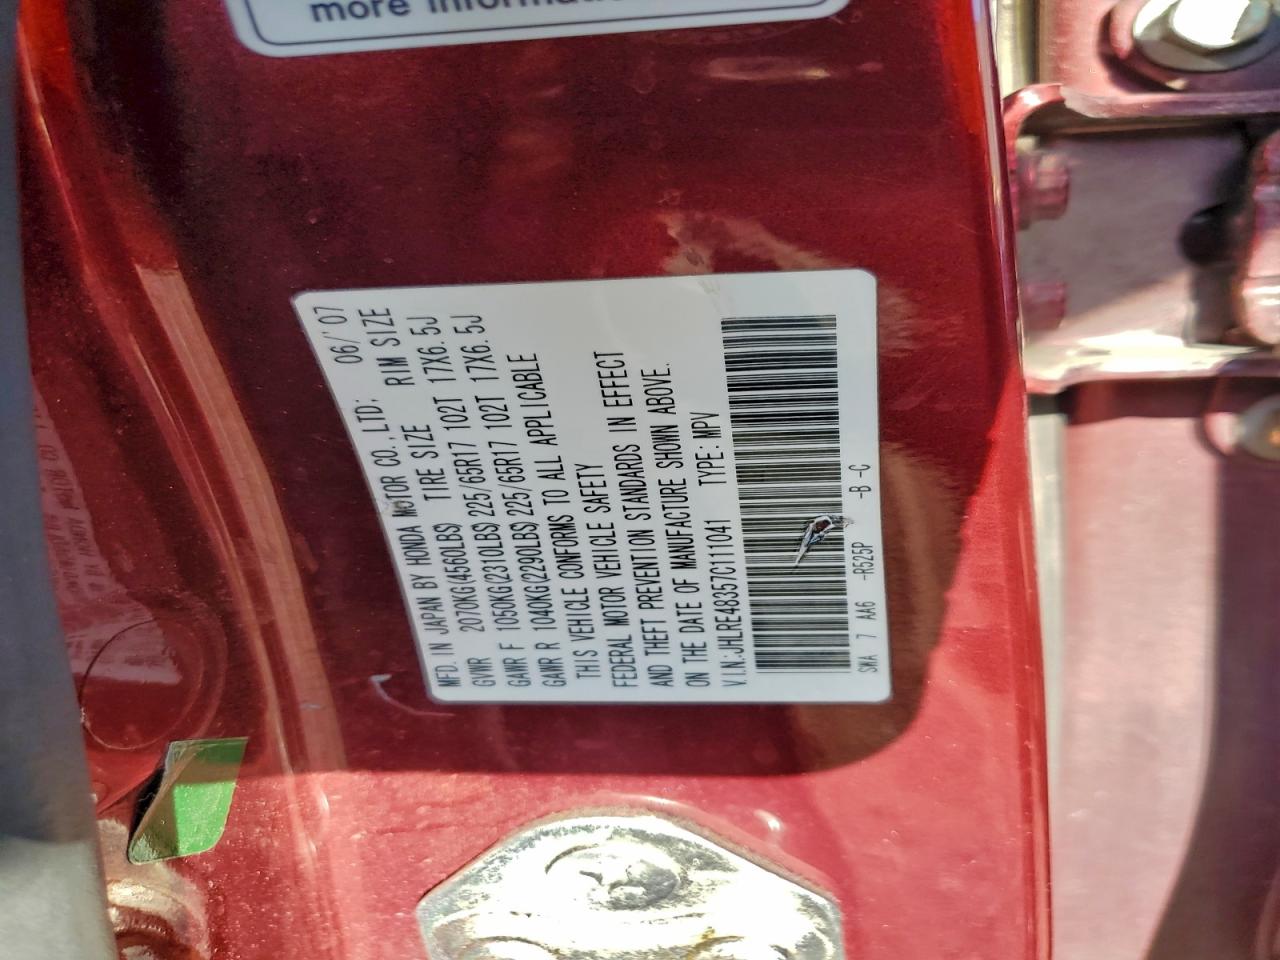 more
MFD. IN JAPAN BY HONDA MOTOR CO., LTD. 06/'07
GVWR 2070KG(4560LBS) TIRE SIZE RIM SIZE
GAWR F 1050KG(2310LBS) 225/65R17 102T 17X6.5J
GAWR R 1040KG(2290LBS) 225/65R17 102T 17X6.5J
THIS VEHICLE CONFORMS TO ALL APPLICABLE
FEDERAL MOTOR VEHICLE SAFETY
AND THEFT PREVENTION STANDARDS IN EFFECT
ON THE DATE OF MANUFACTURE SHOWN ABOVE.
V.I.N:JHLRE48357C111041 TYPE:MPV
SWA 7 AA6 -R525P -B -C